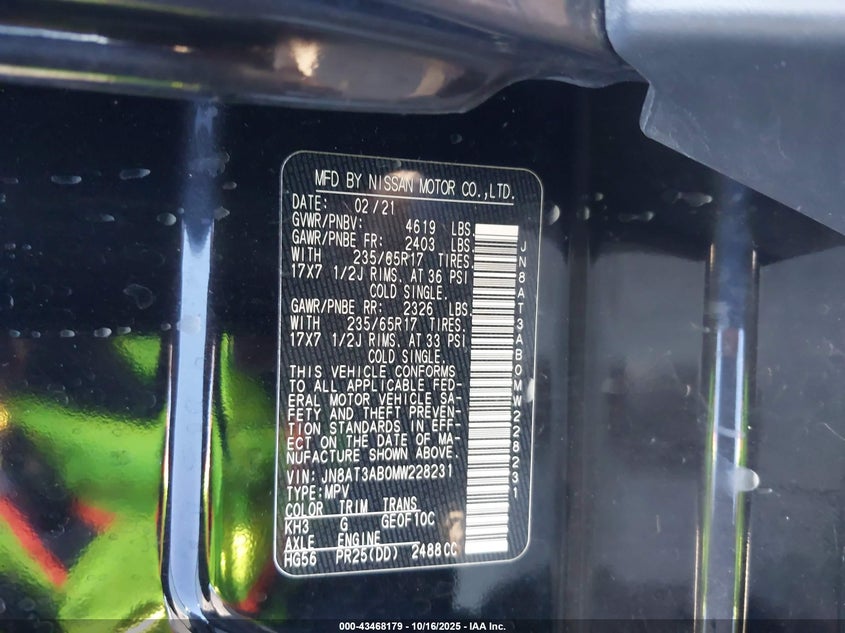 MFD BY NISSAN MOTOR CO.,LTD.
DATE: 02/21
GVWR/PNBV: 4619 LBS.
GAWR/PNBE FR: 2403 LBS.
WITH 235/65R17 TIRES,
17X7 1/2J RIMS. AT 36 PSI
COLD SINGLE.
GAWR/PNBE RR: 2326 LBS.
WITH 235/65R17 TIRES,
17X7 1/2J RIMS. AT 33 PSI
COLD SINGLE.
THIS VEHICLE CONFORMS
TO ALL APPLICABLE FED-
ERAL MOTOR VEHICLE SA-
FETY AND THEFT PREVEN-
TION STANDARDS IN EFF-
ECT ON THE DATE OF MA-
NUFACTURE SHOWN ABOVE.
VIN: JN8AT3AB0MW228231
TYPE:MPV
COLOR TRIM TRANS
KH3 G GE0F10C
AXLE ENGINE
HG56 PR25(DD) 2488CC
JN8AT3AB0MW228231
000-43468179 - 10/16/2025 - IAA Inc.